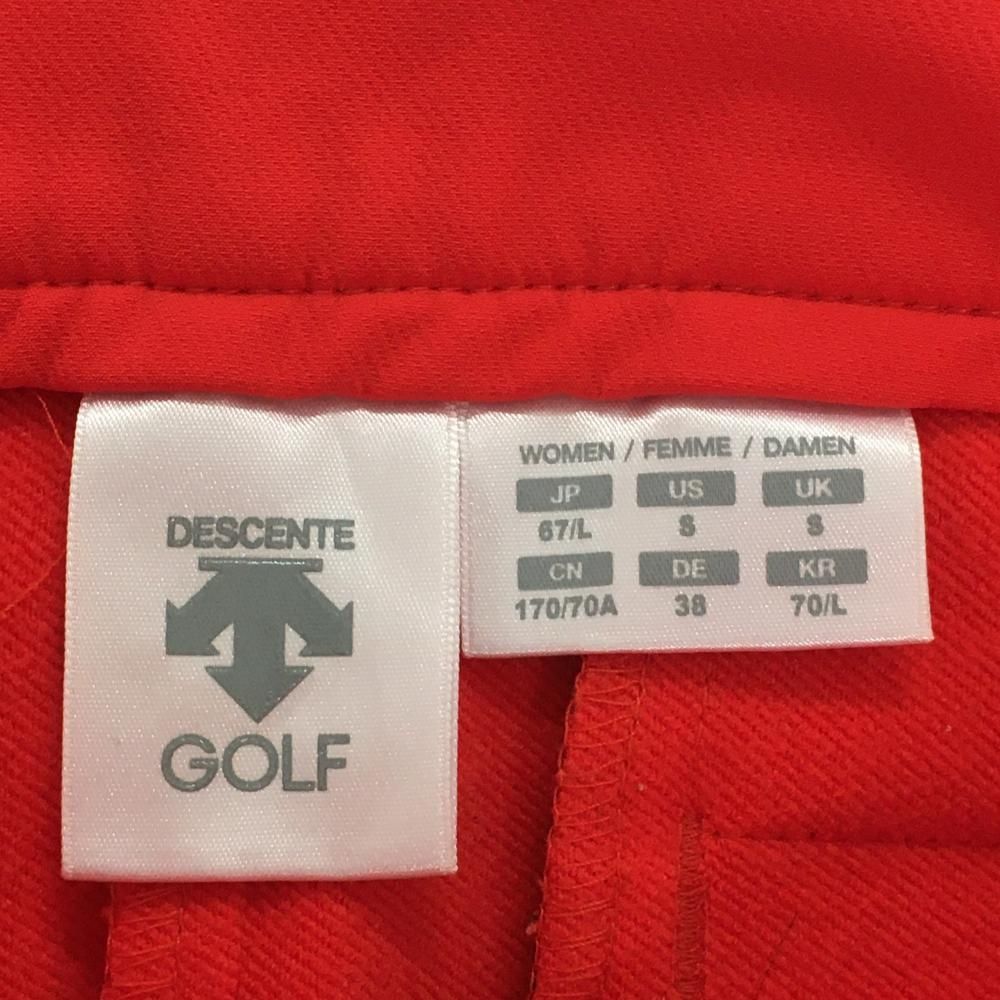 DESCENTE
GOLF
WOMEN / FEMME / DAMEN
JP US UK
67/L S S
CN DE KR
170/70A 38 70/L